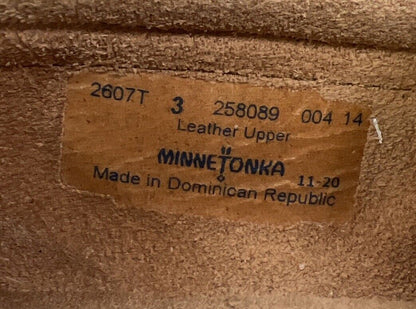 2607T 3 258089 004 14
Leather Upper
MINNETONKA 11-20
Made in Dominican Republic